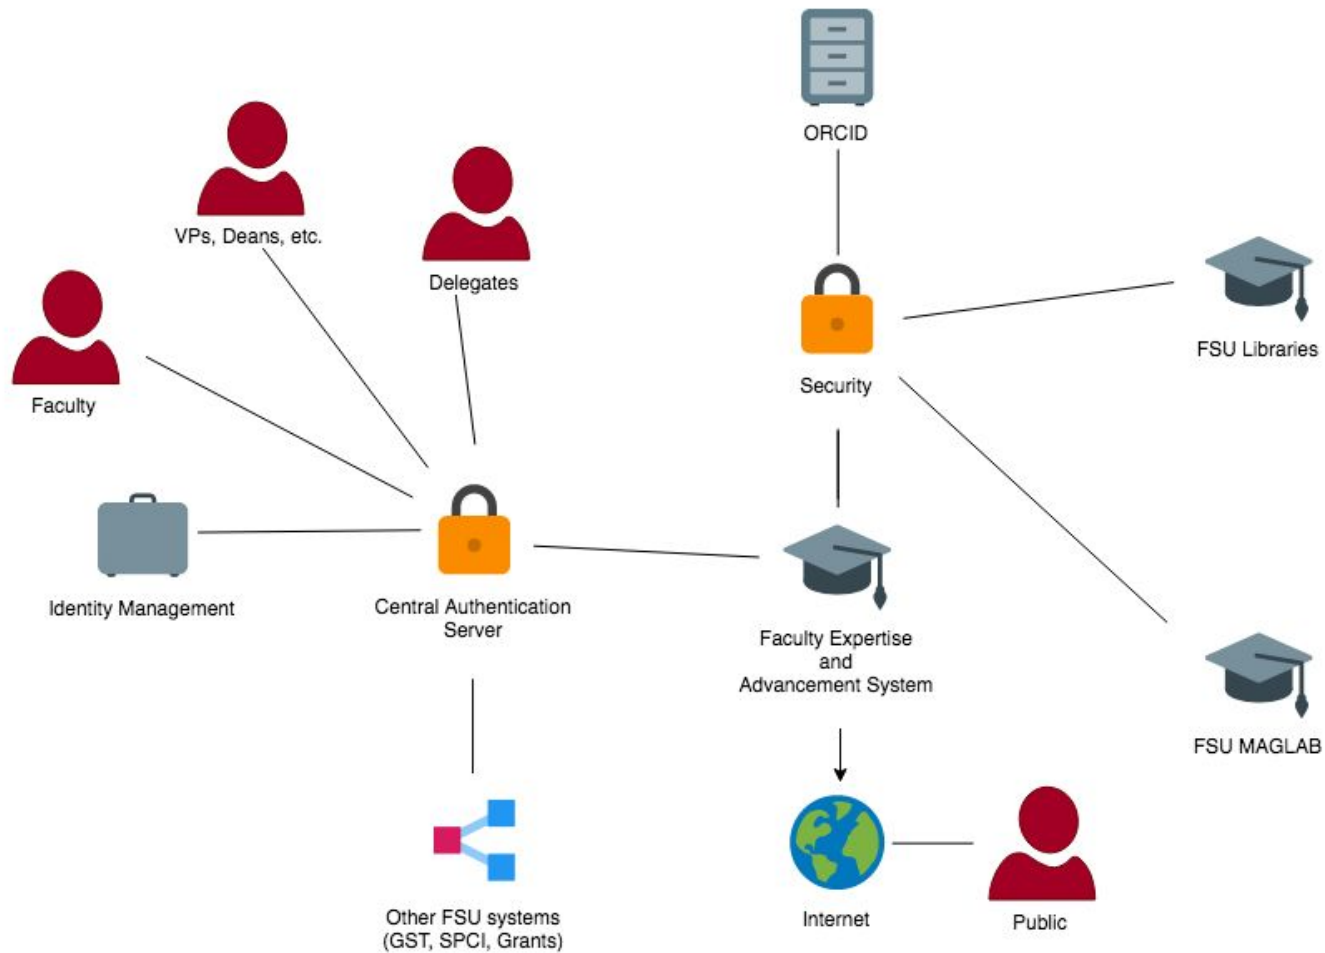 ORCID
VPs, Deans, etc.
Delegates
FSU Libraries
Security
Faculty
Identity Management
Central Authentication
Server
Faculty Expertise
and
Advancement System
FSU MAGLAB
Other FSU systems
(GST, SPCI, Grants)
Internet
Public